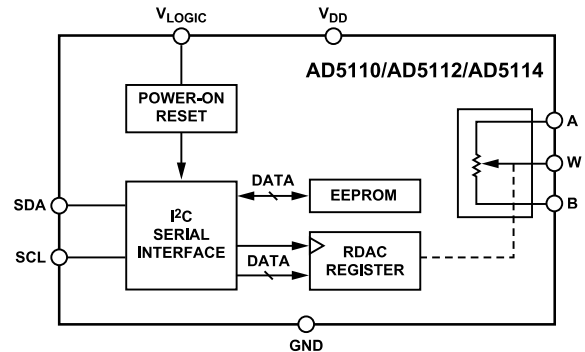 VLOGIC
VDD
AD5110/AD5112/AD5114
POWER-ON
RESET
A
W
B
DATA
EEPROM
SDA
SCL
I²C
SERIAL
INTERFACE
DATA
RDAC
REGISTER
GND